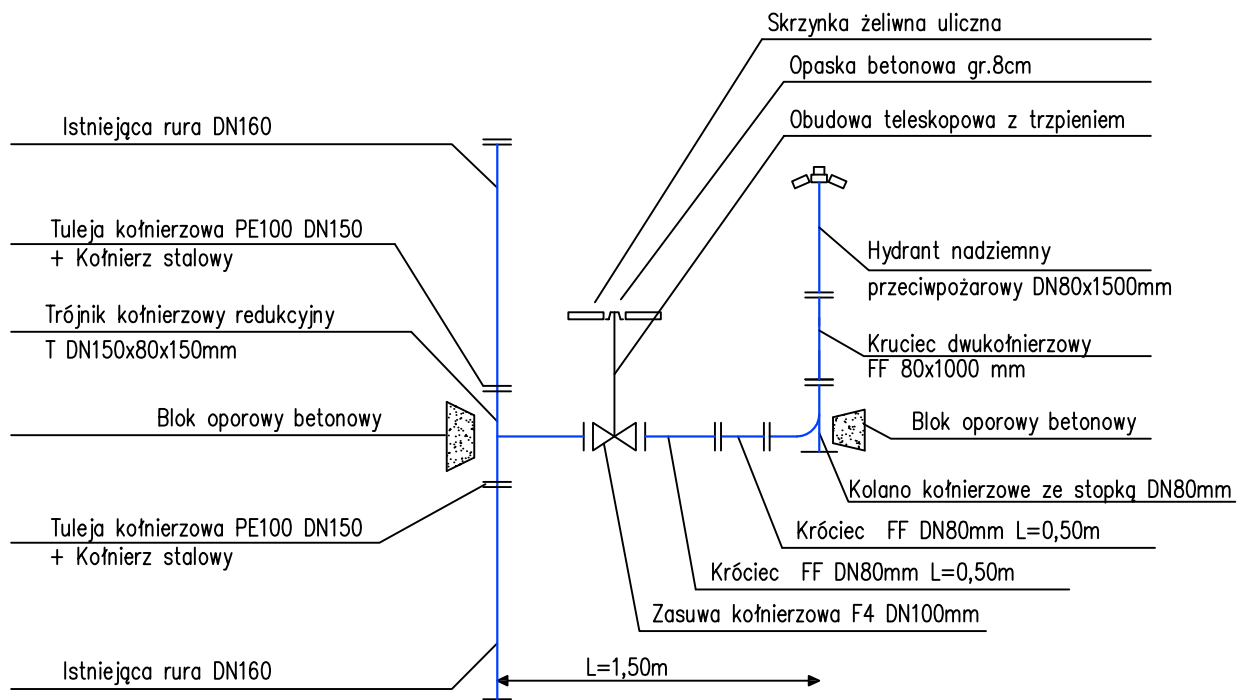 Skrzynka żeliwna uliczna
Opaska betonowa gr.8cm
Obudowa teleskopowa z trzpieniem
Istniejąca rura DN160
Tuleja kołnierzowa PE100 DN150
+ Kołnierz stalowy
Trójnik kołnierzowy redukcyjny
T DN150x80x150mm
Blok oporowy betonowy
Tuleja kołnierzowa PE100 DN150
+ Kołnierz stalowy
Istniejąca rura DN160
Hydrant nadziemny
przeciwpożarowy DN80x1500mm
Kruciec dwukołnierzowy
FF 80x1000 mm
Blok oporowy betonowy
Kolano kołnierzowe ze stopką DN80mm
Króciec FF DN80mm L=0,50m
Króciec FF DN80mm L=0,50m
Zasuwa kołnierzowa F4 DN100mm
L=1,50m